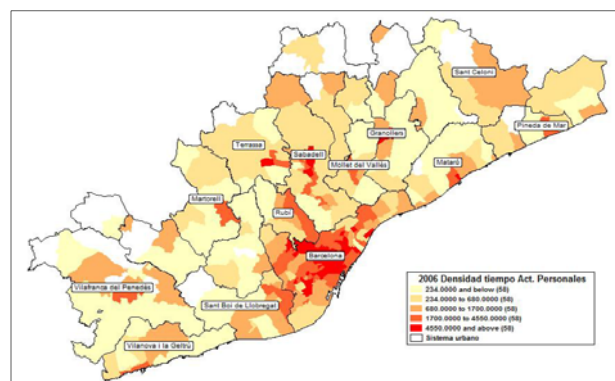 Sant Celoni
Pineda de Mar
Granollers
Terrassa
Sabadell
Mollet del Vallès
Mataró
Martorell
Rubí
Barcelona
Vilafranca del Penedès
Sant Boi de Llobregat
Vilanova i la Geltrú
2006 Densidad tiempo Act. Personales
234.0000 and below (58)
234.0000 to 680.0000 (58)
680.0000 to 1700.0000 (58)
1700.0000 to 4550.0000 (58)
4550.0000 and above (58)
Sistema urbano